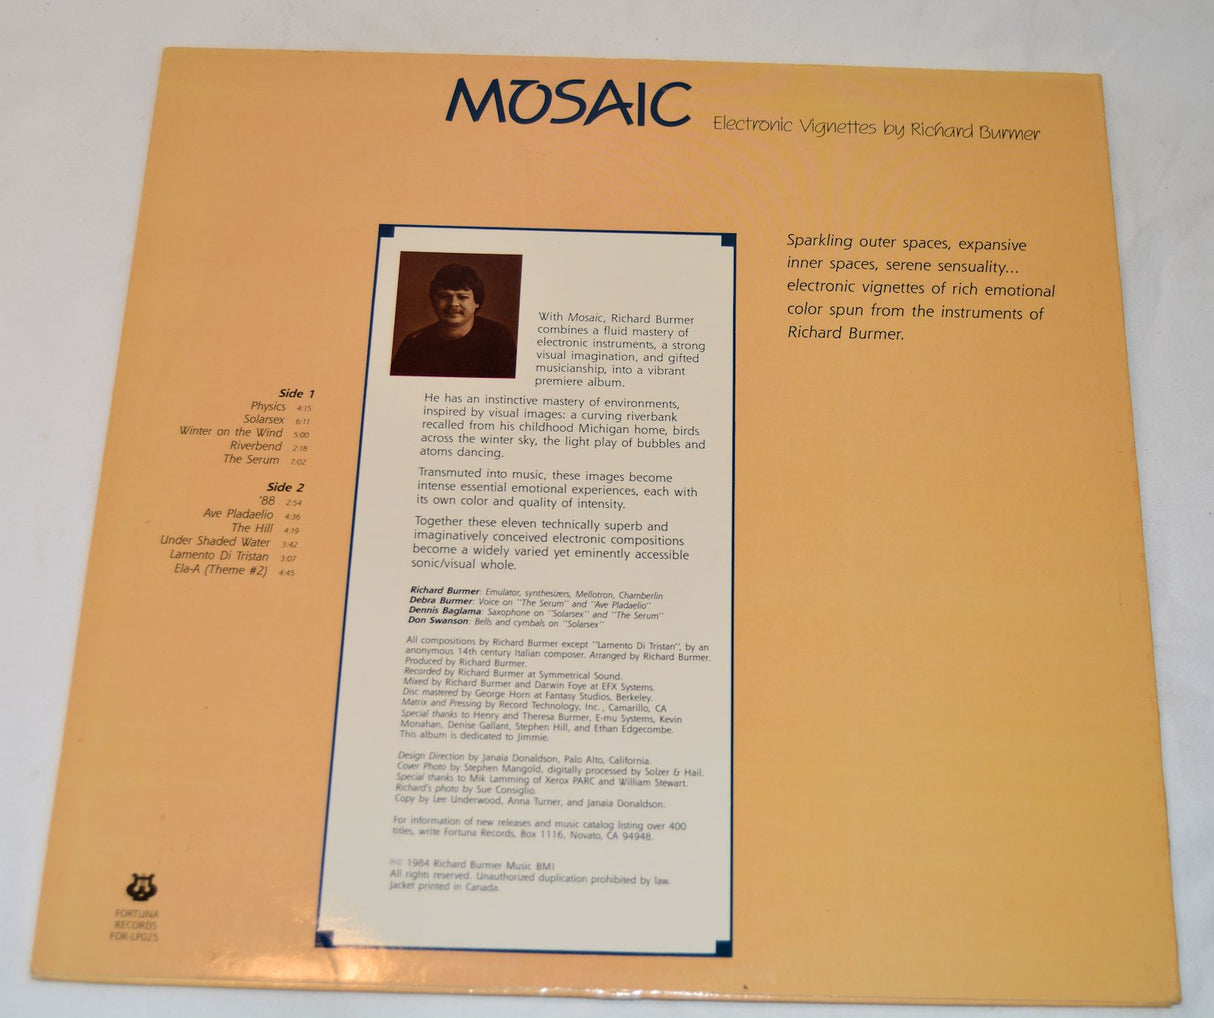 MOSAIC Electronic Vignettes by Richard Burmer
Sparkling outer spaces, expansive
inner spaces, serene sensuality...
electronic vignettes of rich emotional
color spun from the instruments of
Richard Burmer.
With Mosaic, Richard Burmer
combines a fluid mastery of
electronic instruments, a strong
visual imagination, and gifted
musicianship, into a vibrant
premiere album.
He has an instinctive mastery of environments,
inspired by visual images: a curving riverbank
recalled from his childhood Michigan home, birds
across the winter sky, the light play of bubbles and
atoms dancing.
Transmuted into music, these images become
intense essential emotional experiences, each with
its own color and quality of intensity.
Together these eleven technically superb and
imaginatively conceived electronic compositions
become a widely varied yet eminently accessible
sonic/visual whole.
Richard Burmer: Emulator, synthesizers, Mellotron, Chamberlin
Debra Burmer: Voice on "The Serum" and "Ave Pladaelio"
Dennis Baglama: Saxophone on "Solarsex" and "The Serum"
Don Swanson: Bells and cymbals on "Solarsex"
All compositions by Richard Burmer except "Lamento Di Tristan", by an
anonymous 14th century Italian composer. Arranged by Richard Burmer.
Produced by Richard Burmer.
Recorded by Richard Burmer at Symmetrical Sound.
Mixed by Richard Burmer and Darwin Foye at EFX Systems.
Disc mastered by George Horn at Fantasy Studios, Berkeley.
Matrix and Pressing by Record Technology, Inc., Camarillo, CA
Special thanks to Henry and Theresa Burmer, E-mu Systems, Kevin
Monahan, Denise Gallant, Stephen Hill, and Ethan Edgecombe.
This album is dedicated to Jimmie.
Design Direction by Janaia Donaldson, Palo Alto, California.
Cover Photo by Stephen Mangold, digitally processed by Solzer & Hail.
Special thanks to Mik Lamming of Xerox PARC and William Stewart.
Richard's photo by Sue Consiglio.
Copy by Lee Underwood, Anna Turner, and Janaia Donaldson.
For information of new releases and music catalog listing over 400
titles, write Fortuna Records, Box 1116, Novato, CA 94948.
℗© 1984 Richard Burmer Music BMI
All rights reserved. Unauthorized duplication prohibited by law.
Jacket printed in Canada.
Side 1
Physics 4:15
Solarsex 6:11
Winter on the Wind 5:00
Riverbend 2:18
The Serum 7:02
Side 2
'88 2:54
Ave Pladaelio 4:36
The Hill 4:19
Under Shaded Water 3:42
Lamento Di Tristan 3:07
Ela-A (Theme #2) 4:45
FORTUNA
RECORDS
FOR-LP025